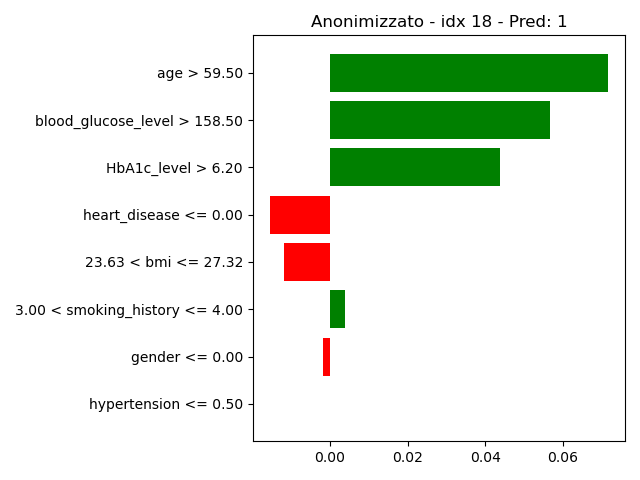 Anonimizzato - idx 18 - Pred: 1
age > 59.50
blood_glucose_level > 158.50
HbA1c_level > 6.20
heart_disease <= 0.00
23.63 < bmi <= 27.32
3.00 < smoking_history <= 4.00
gender <= 0.00
hypertension <= 0.50
0.00 0.02 0.04 0.06